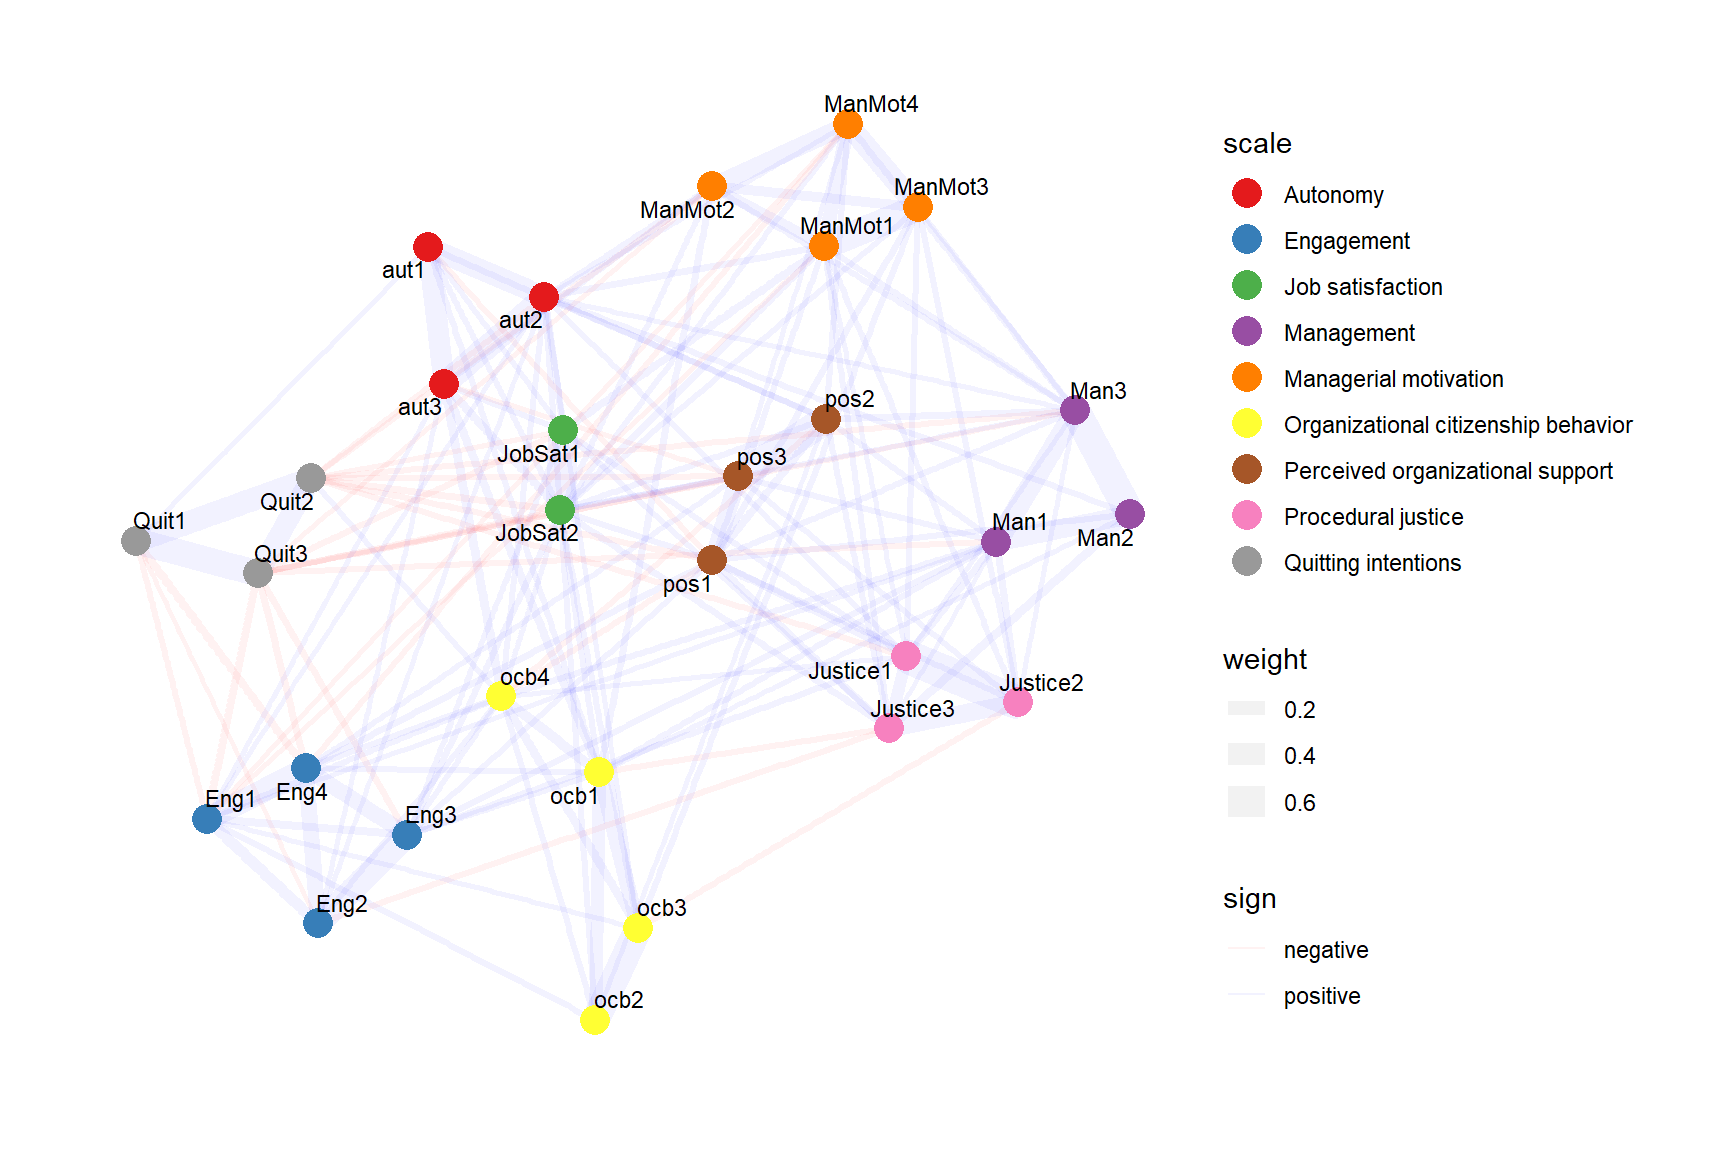 ManMot4
ManMot3
ManMot2
ManMot1
aut1
aut2
aut3
Man3
pos2
JobSat1
pos3
Quit2
Quit1
JobSat2
Man1
Man2
Quit3
pos1
Justice1
ocb4
Justice2
Justice3
Eng4
Eng1
ocb1
Eng3
Eng2
ocb3
ocb2
scale
Autonomy
Engagement
Job satisfaction
Management
Managerial motivation
Organizational citizenship behavior
Perceived organizational support
Procedural justice
Quitting intentions
weight
0.2
0.4
0.6
sign
negative
positive